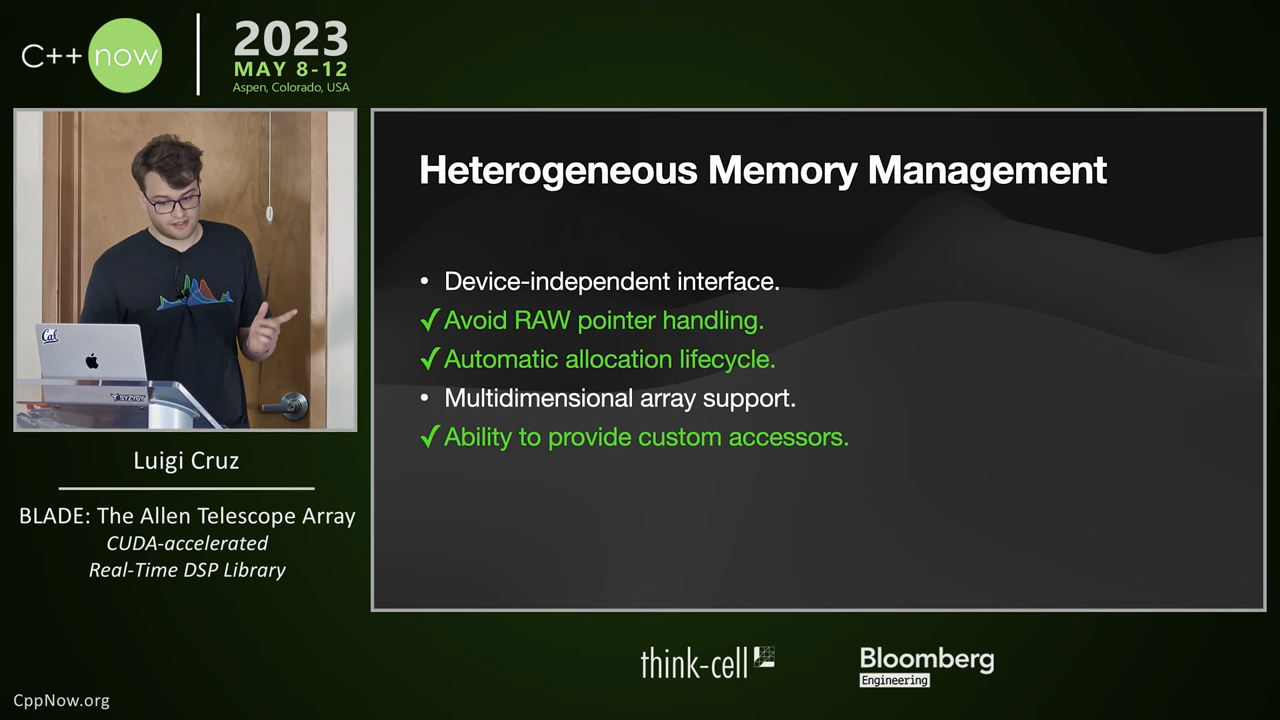 C++ now
2023
MAY 8-12
Aspen, Colorado, USA
Cal
Heterogeneous Memory Management
• Device-independent interface.
✓Avoid RAW pointer handling.
✓Automatic allocation lifecycle.
• Multidimensional array support.
✓Ability to provide custom accessors.
Luigi Cruz
BLADE: The Allen Telescope Array
CUDA-accelerated
Real-Time DSP Library
think-cell
Bloomberg
Engineering
CppNow.org